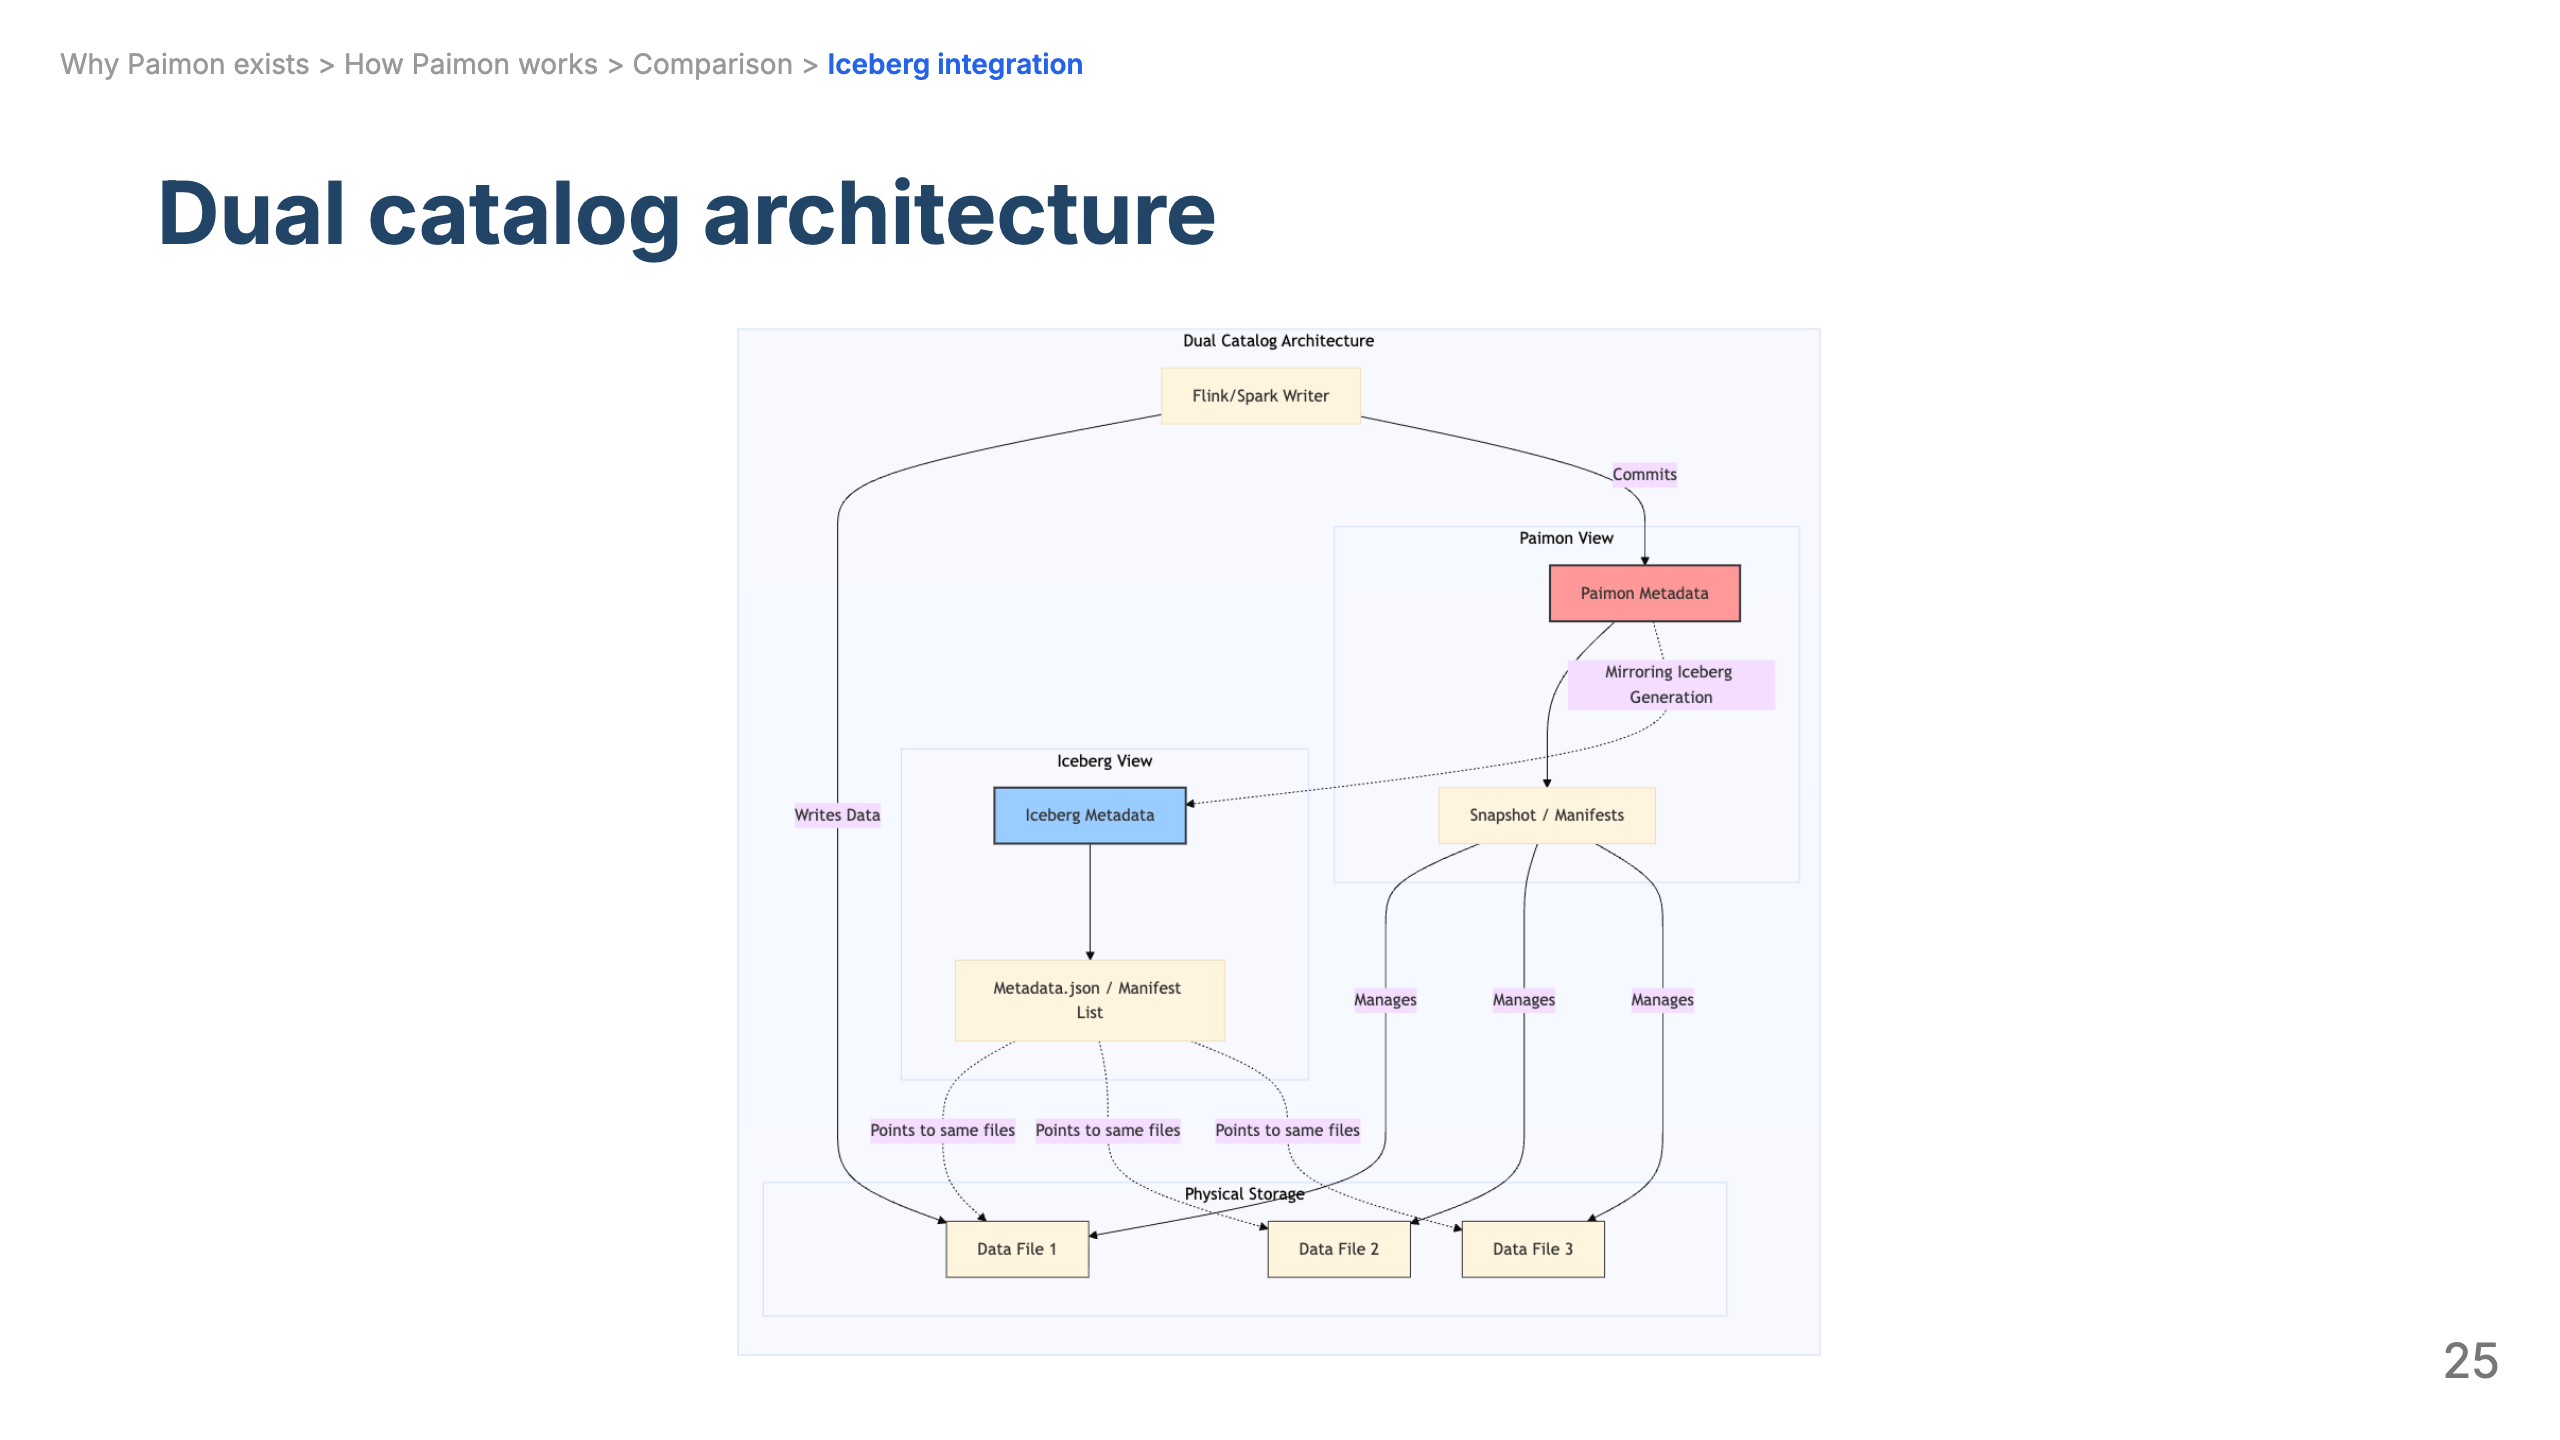 Why Paimon exists > How Paimon works > Comparison > Iceberg integration
Dual catalog architecture
Dual Catalog Architecture
Flink/Spark Writer
Commits
Paimon View
Paimon Metadata
Mirroring Iceberg
Generation
Iceberg View
Iceberg Metadata
Writes Data
Snapshot / Manifests
Metadata.json / Manifest
List
Manages
Manages
Manages
Points to same files
Points to same files
Points to same files
Physical Storage
Data File 1
Data File 2
Data File 3
25